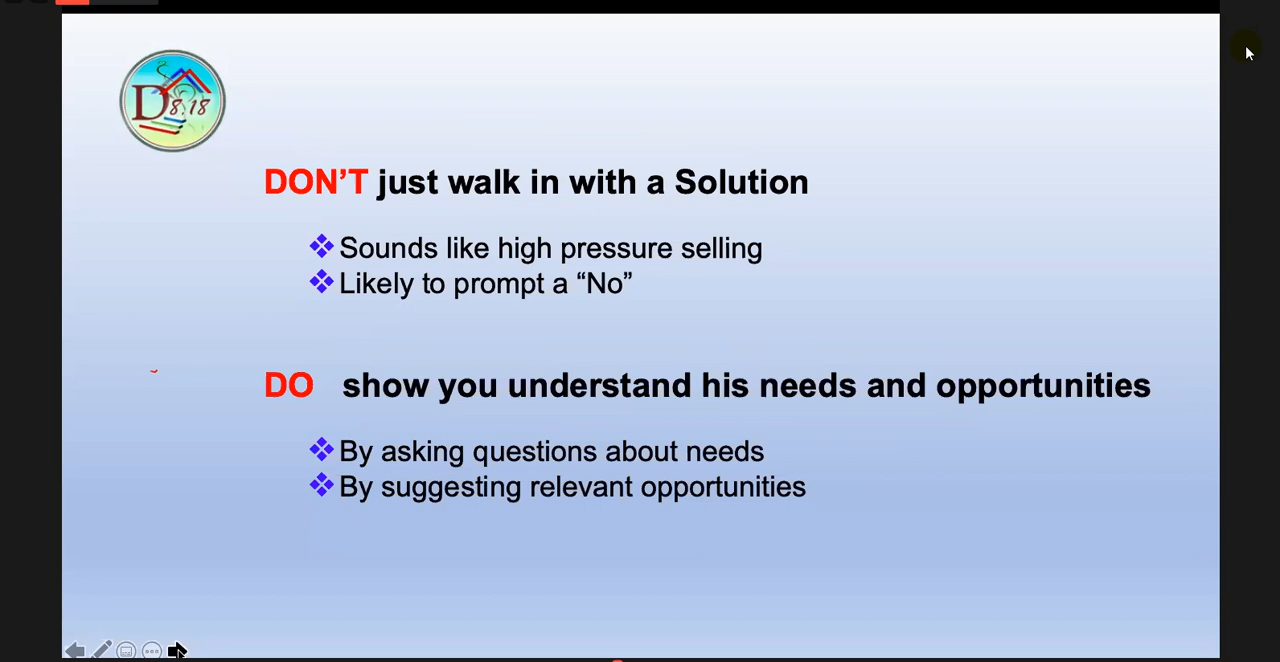 D 8.18
DON’T just walk in with a Solution
Sounds like high pressure selling
Likely to prompt a “No”
DO show you understand his needs and opportunities
By asking questions about needs
By suggesting relevant opportunities